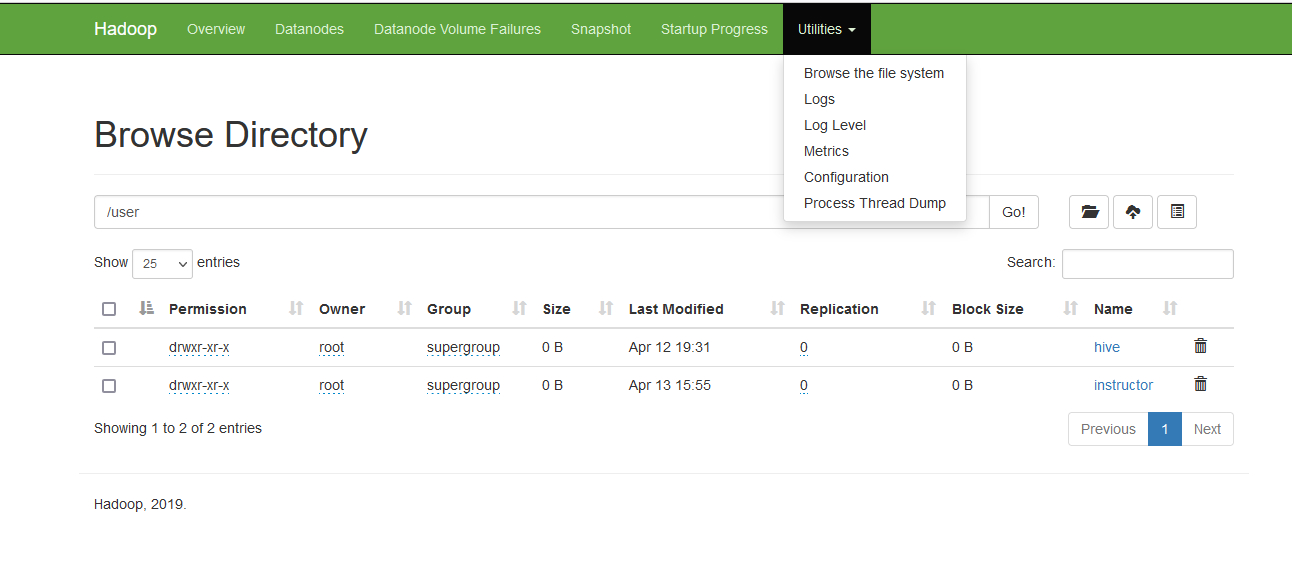 Hadoop Overview Datanodes Datanode Volume Failures Snapshot Startup Progress Utilities
Browse the file system
Logs
Log Level
Metrics
Configuration
Process Thread Dump
Browse Directory
/user Go!
Show 25 entries Search:
Permission Owner Group Size Last Modified Replication Block Size Name
drwxr-xr-x root supergroup 0 B Apr 12 19:31 0 0 B hive
drwxr-xr-x root supergroup 0 B Apr 13 15:55 0 0 B instructor
Showing 1 to 2 of 2 entries Previous 1 Next
Hadoop, 2019.